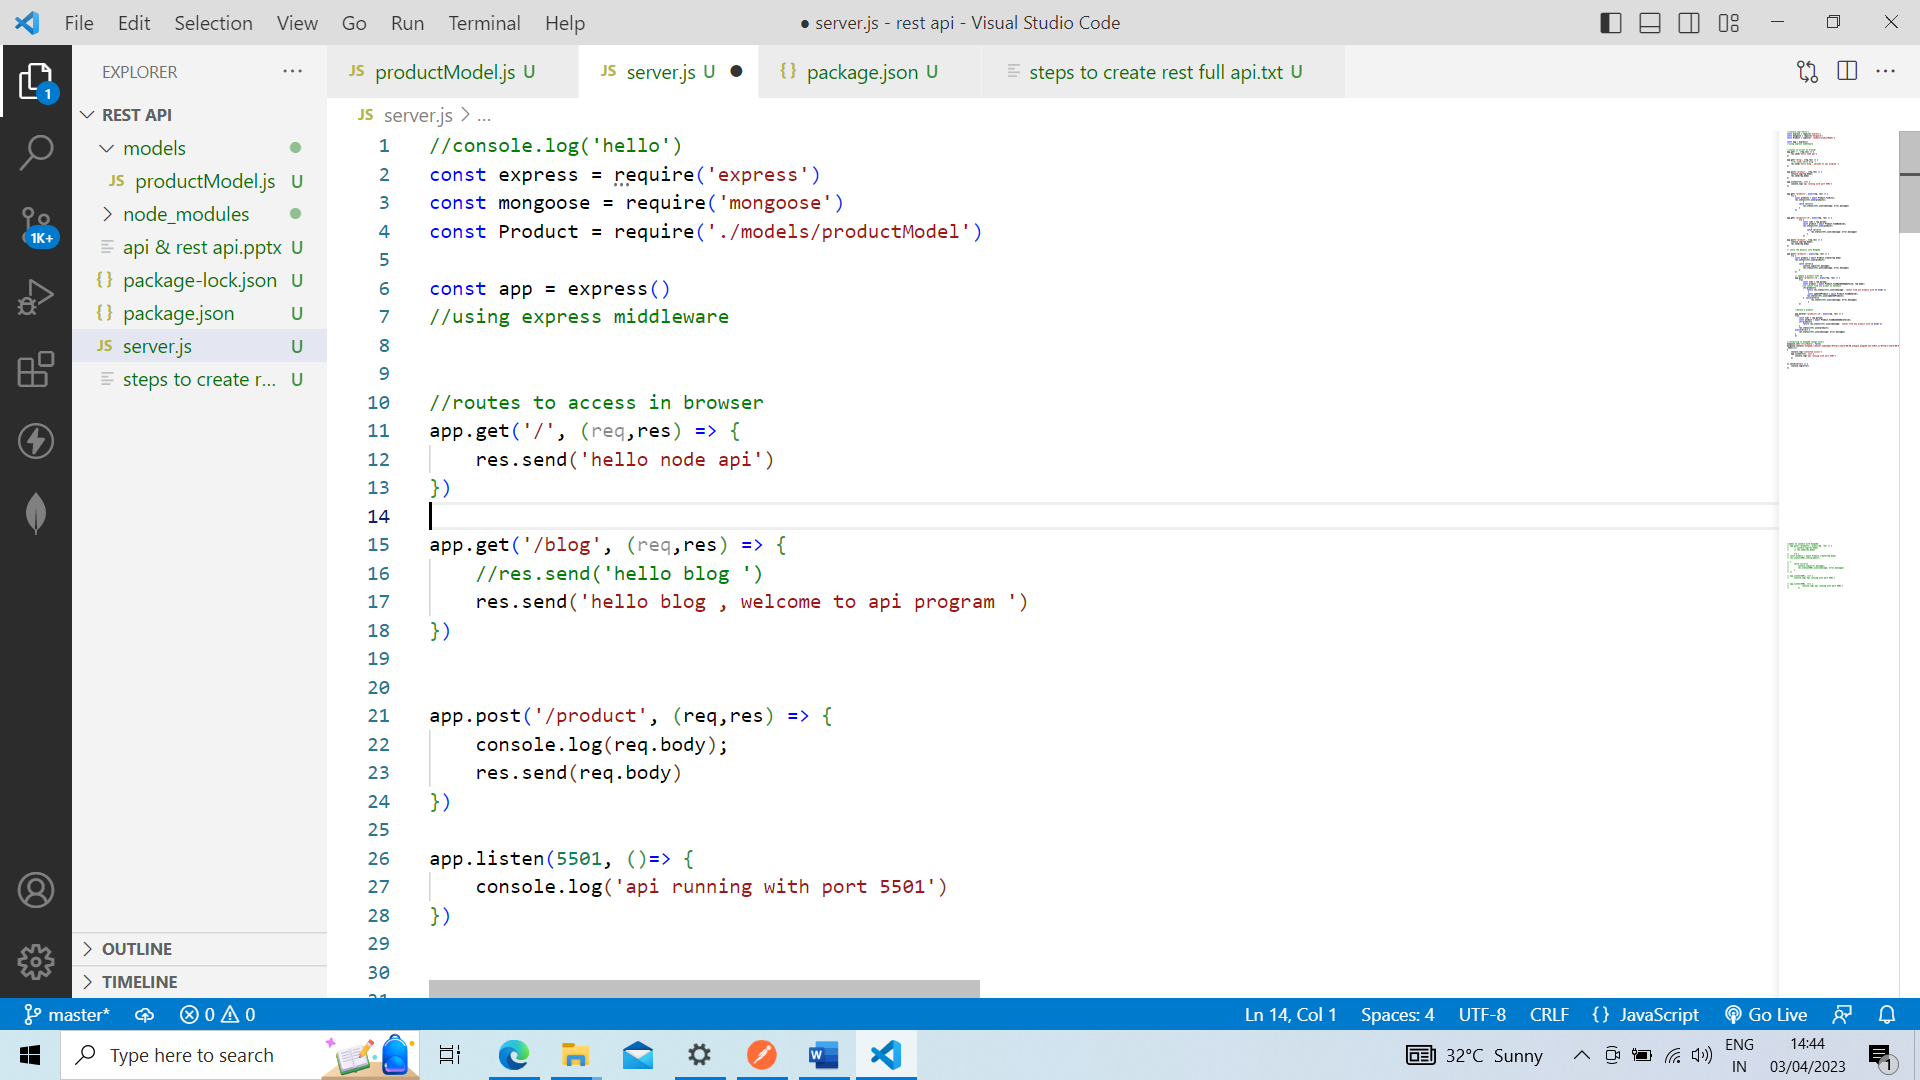 File Edit Selection View Go Run Terminal Help
● server.js - rest api - Visual Studio Code
EXPLORER
1
REST API
models
JS productModel.js U
node_modules
api & rest api.pptx U
{} package-lock.json U
{} package.json U
JS server.js U
steps to create r... U
1K+
OUTLINE
TIMELINE
JS productModel.js U
JS server.js U ●
{} package.json U
steps to create rest full api.txt U
JS server.js > ...
1 //console.log('hello')
2 const express = require('express')
3 const mongoose = require('mongoose')
4 const Product = require('./models/productModel')
5
6 const app = express()
7 //using express middleware
8
9
10 //routes to access in browser
11 app.get('/', (req,res) => {
12 res.send('hello node api')
13 })
14
15 app.get('/blog', (req,res) => {
16 //res.send('hello blog ')
17 res.send('hello blog , welcome to api program ')
18 })
19
20
21 app.post('/product', (req,res) => {
22 console.log(req.body);
23 res.send(req.body)
24 })
25
26 app.listen(5501, ()=> {
27 console.log('api running with port 5501')
28 })
29
30
master* 0 0
Ln 14, Col 1 Spaces: 4 UTF-8 CRLF {} JavaScript Go Live
Type here to search
32°C Sunny
ENG
IN
14:44
03/04/2023
1